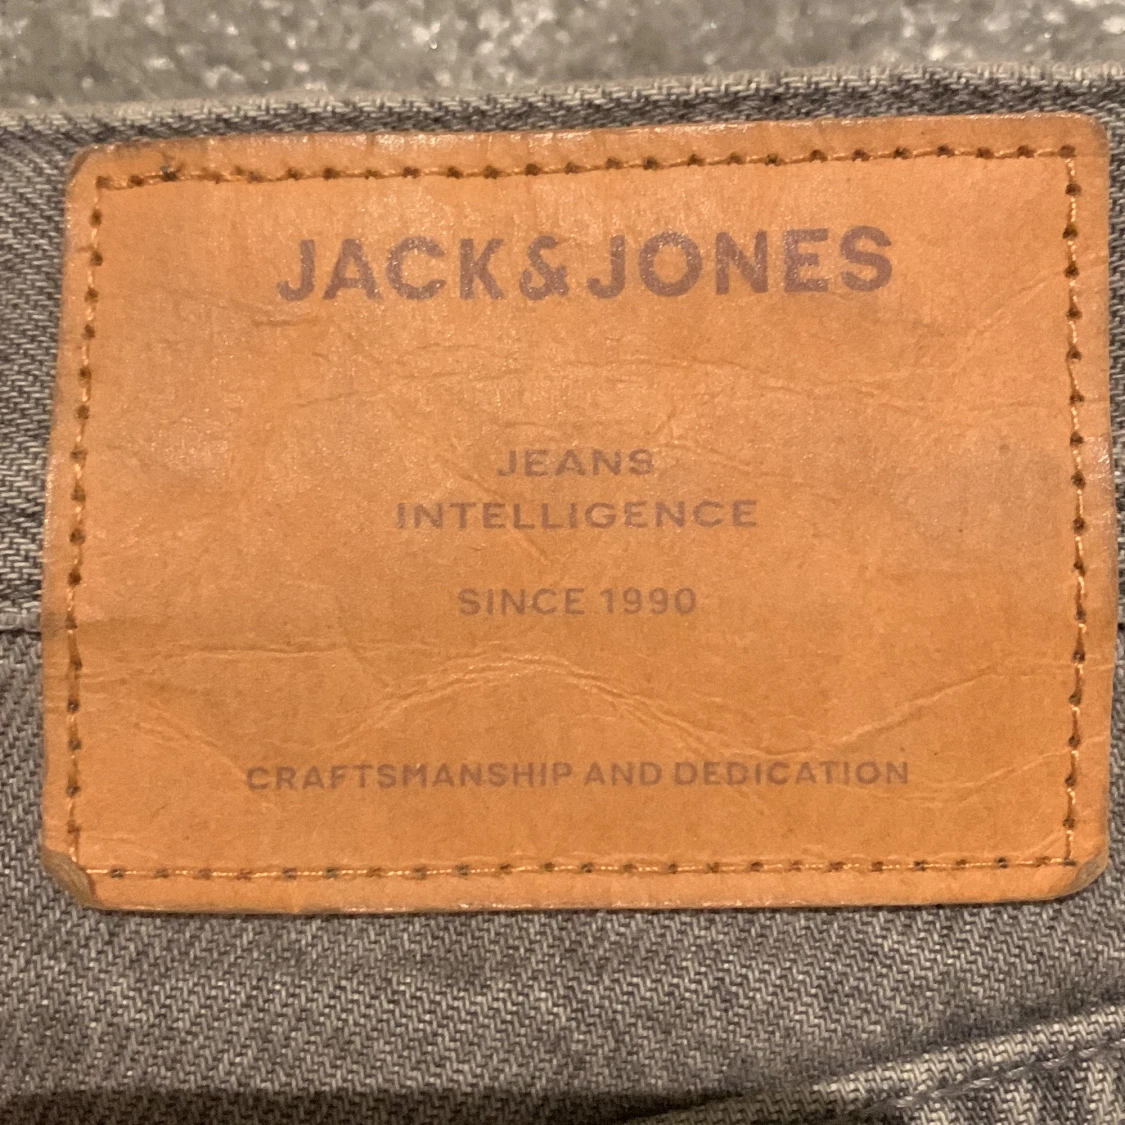 JACK&JONES
JEANS
INTELLIGENCE
SINCE 1990
CRAFTSMANSHIP AND DEDICATION